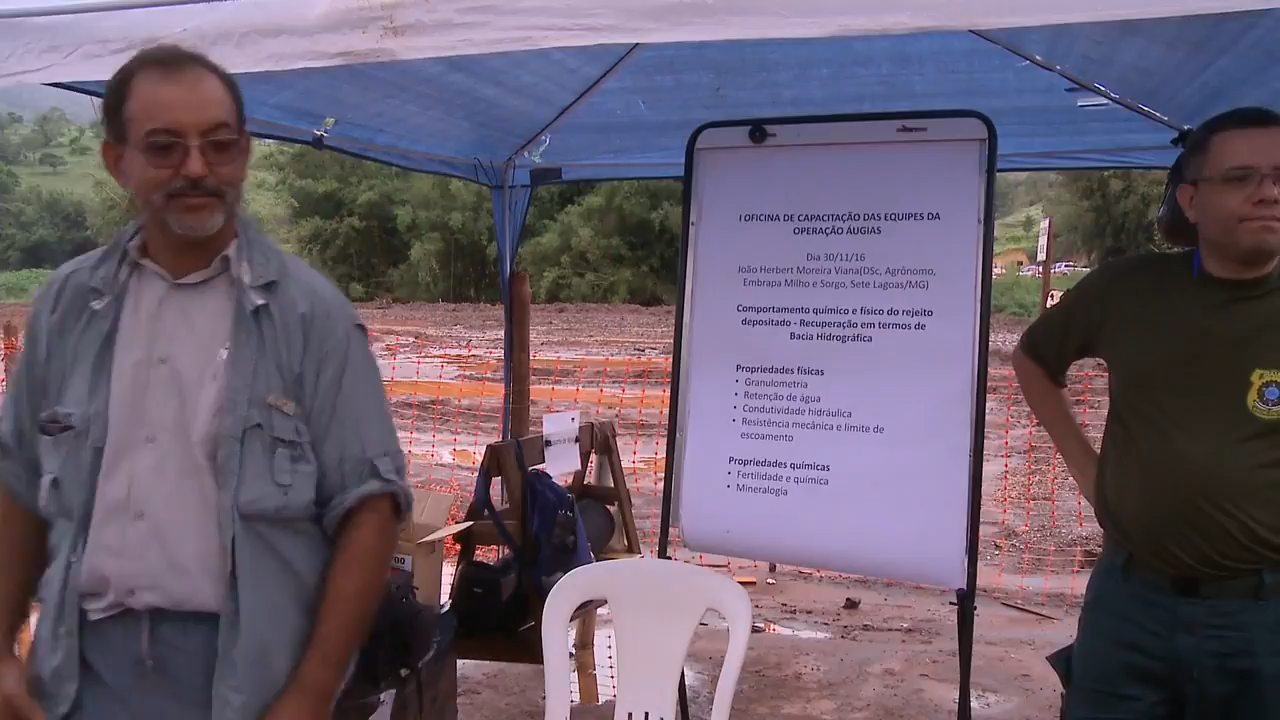 I OFICINA DE CAPACITAÇÃO DAS EQUIPES DA
OPERAÇÃO ÁUGIAS
Dia 30/11/16
João Herbert Moreira Viana(DSc, Agrônomo,
Embrapa Milho e Sorgo, Sete Lagoas/MG)
Comportamento químico e físico do rejeito
depositado - Recuperação em termos de
Bacia Hidrográfica
Propriedades físicas
• Granulometria
• Retenção de água
• Condutividade hidráulica
• Resistência mecânica e limite de
escoamento
Propriedades químicas
• Fertilidade e química
• Mineralogia